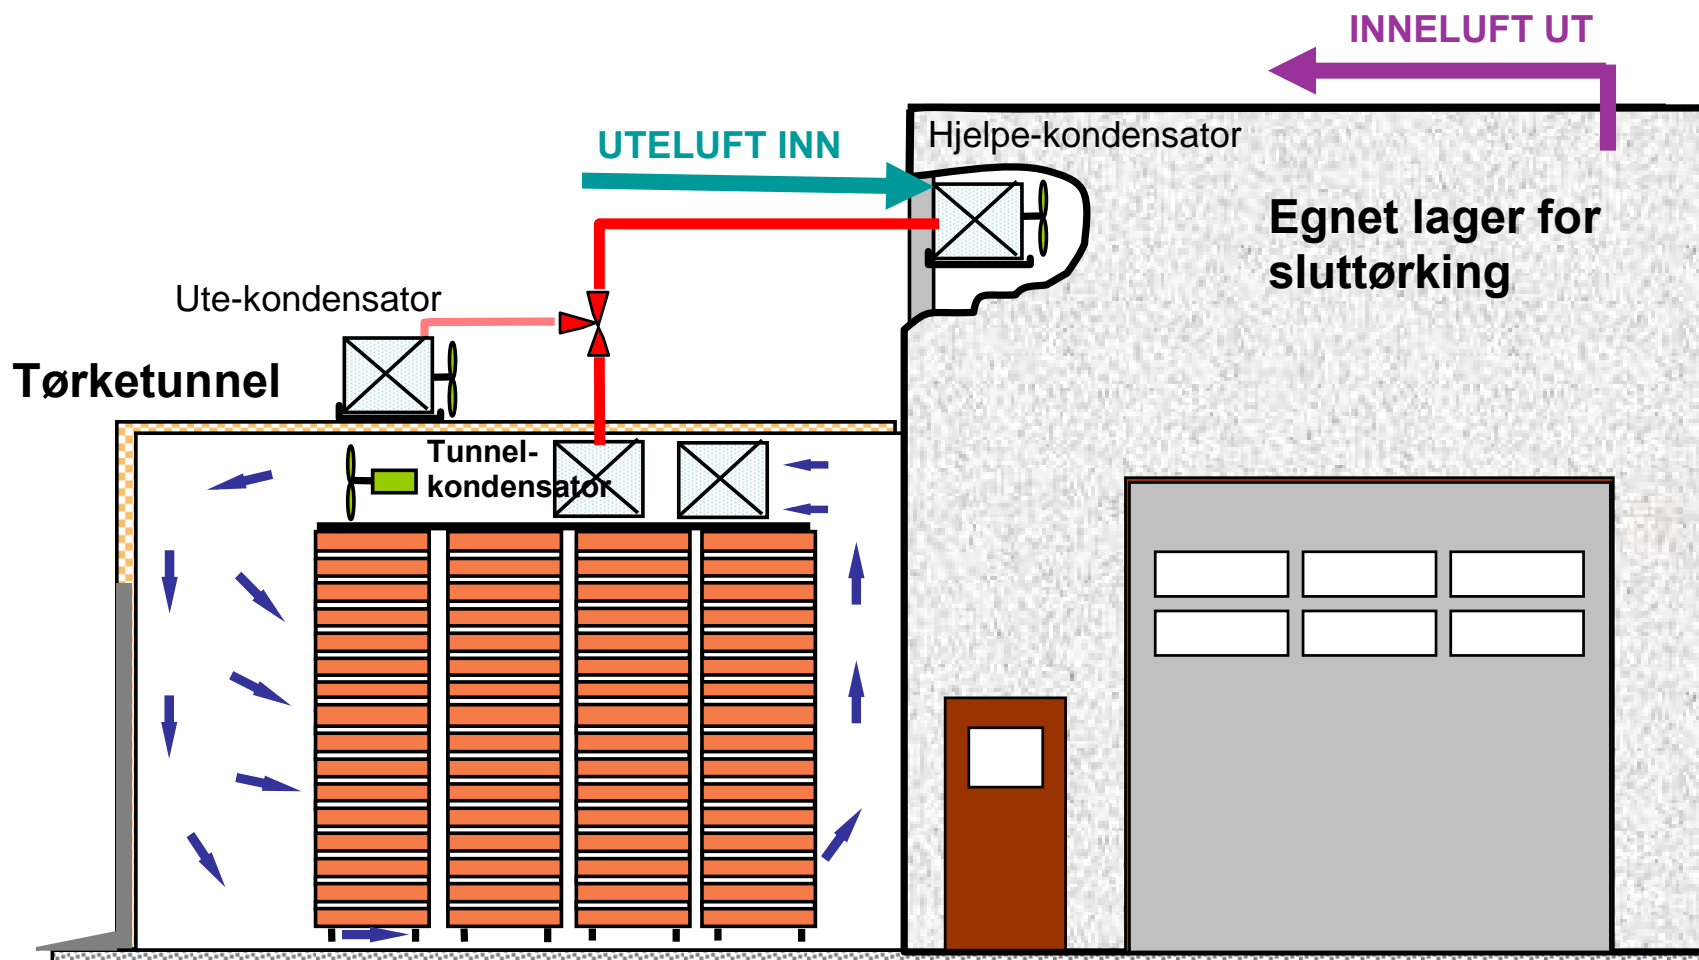 INNELUFT UT
UTELUFT INN
Hjelpe-kondensator
Egnet lager for
sluttørking
Ute-kondensator
Tørketunnel
Tunnel-
kondensator